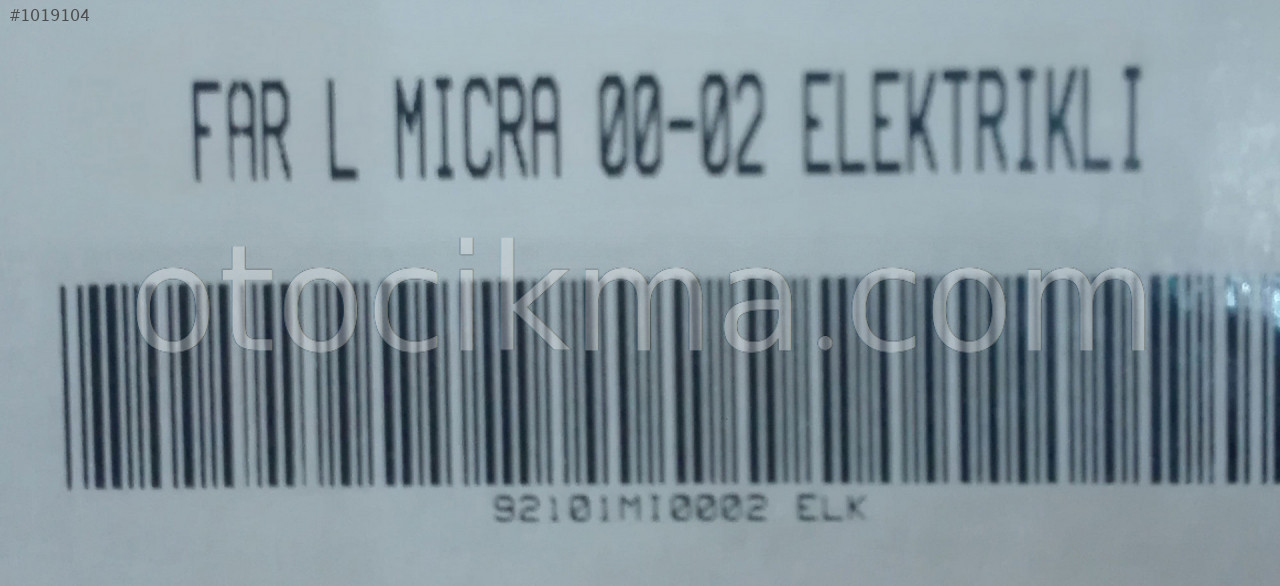 #1019104
FAR L MICRA 00-02 ELEKTRIKLI
otocikma.com
92101MI0002 ELK